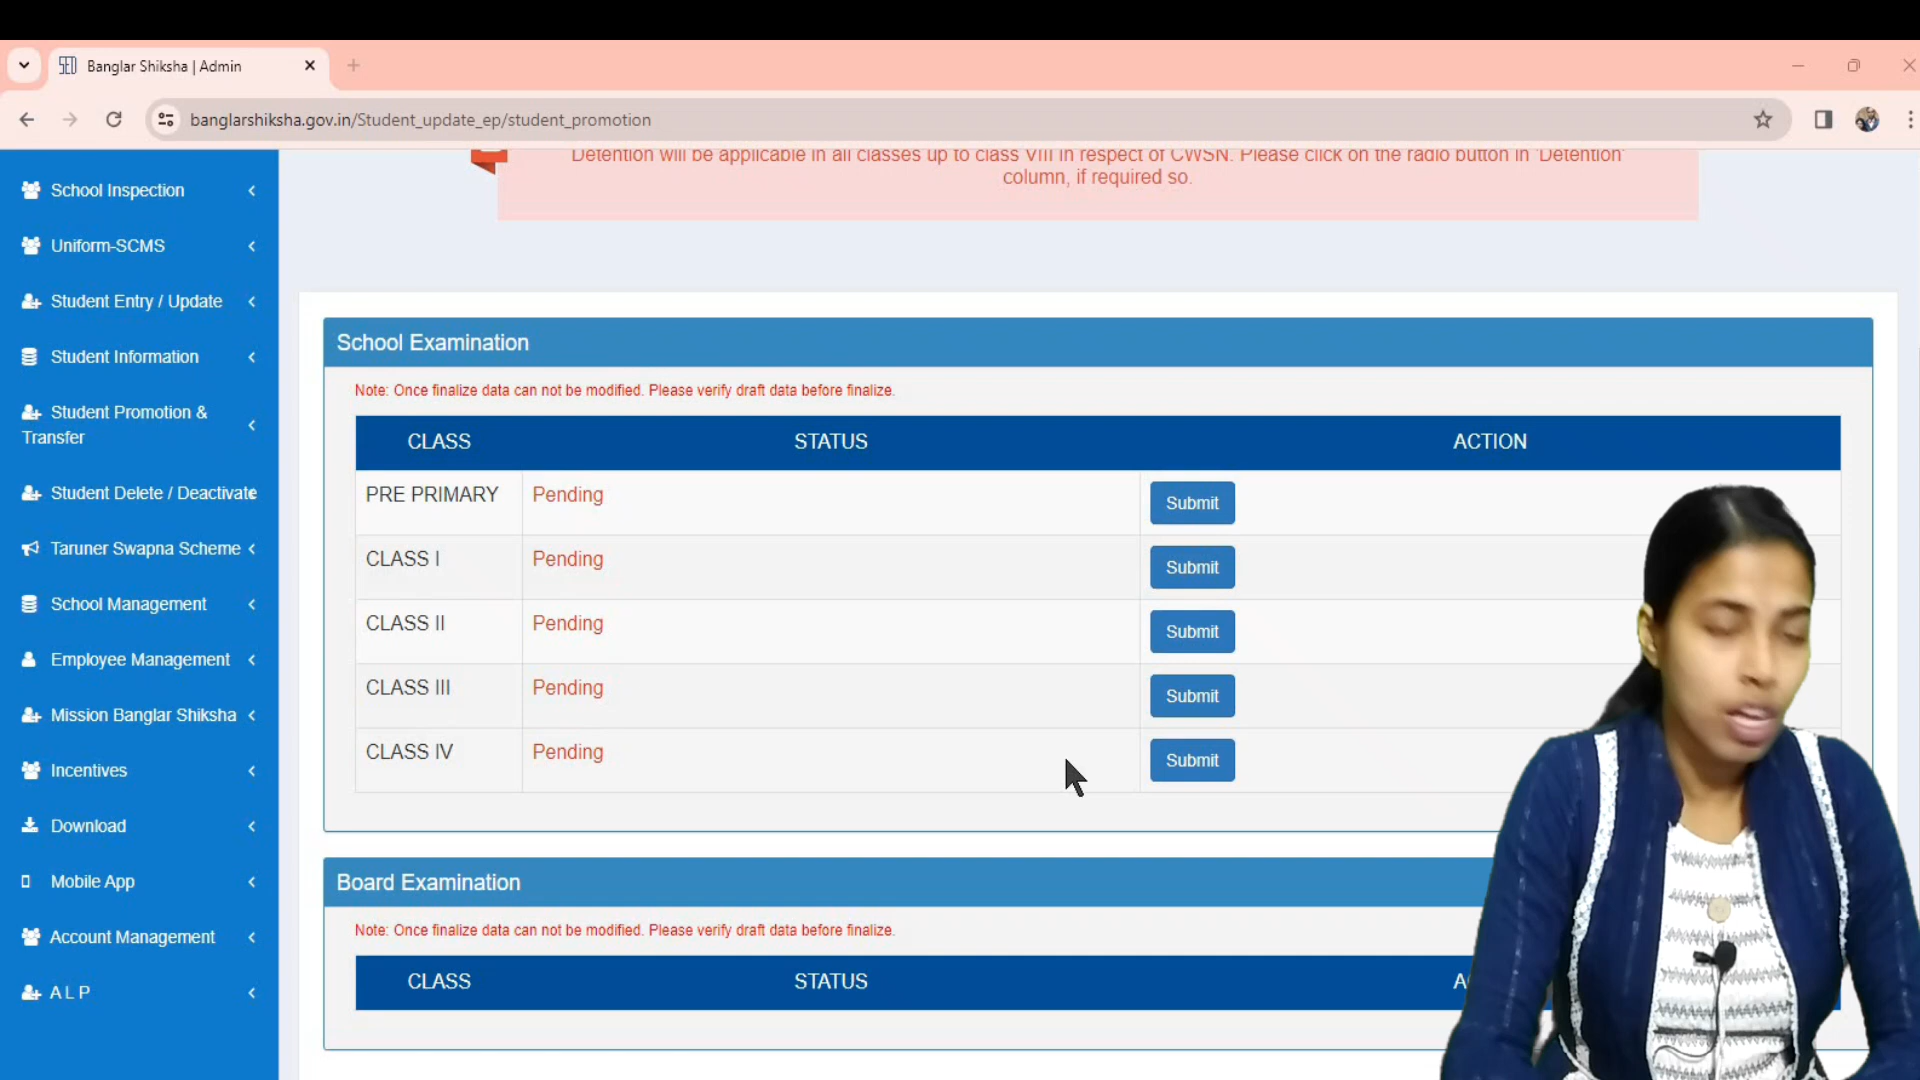 Banglar Shiksha | Admin
banglarshiksha.gov.in/Student_update_ep/student_promotion
Detention will be applicable in all classes up to class VIII in respect of CWSN. Please click on the radio button in 'Detention'
column, if required so.
School Inspection
Uniform-SCMS
Student Entry / Update
Student Information
Student Promotion &
Transfer
Student Delete / Deactivate
Taruner Swapna Scheme
School Management
Employee Management
Mission Banglar Shiksha
Incentives
Download
Mobile App
Account Management
A L P
School Examination
Note: Once finalize data can not be modified. Please verify draft data before finalize.
CLASS STATUS ACTION
PRE PRIMARY Pending Submit
CLASS I Pending Submit
CLASS II Pending Submit
CLASS III Pending Submit
CLASS IV Pending Submit
Board Examination
Note: Once finalize data can not be modified. Please verify draft data before finalize.
CLASS STATUS